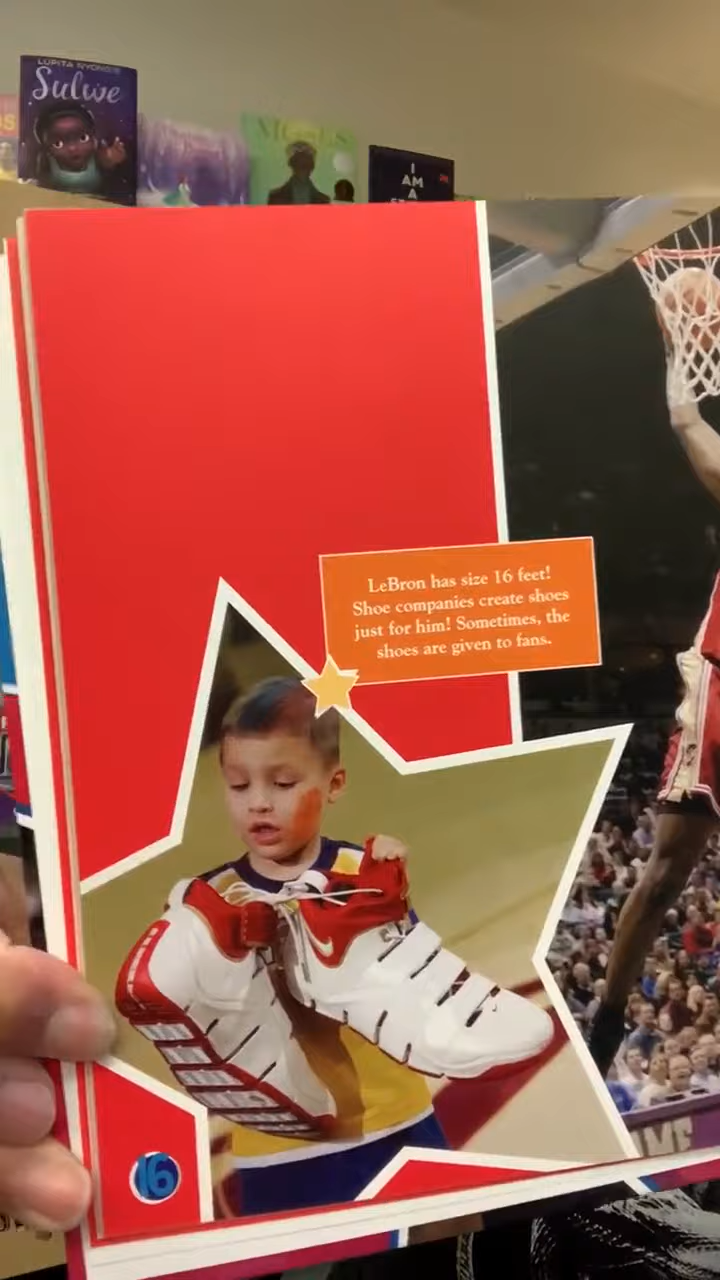 LUPITA NYONG'O
Sulwe
I
AM
A
LeBron has size 16 feet!
Shoe companies create shoes
just for him! Sometimes, the
shoes are given to fans.
16